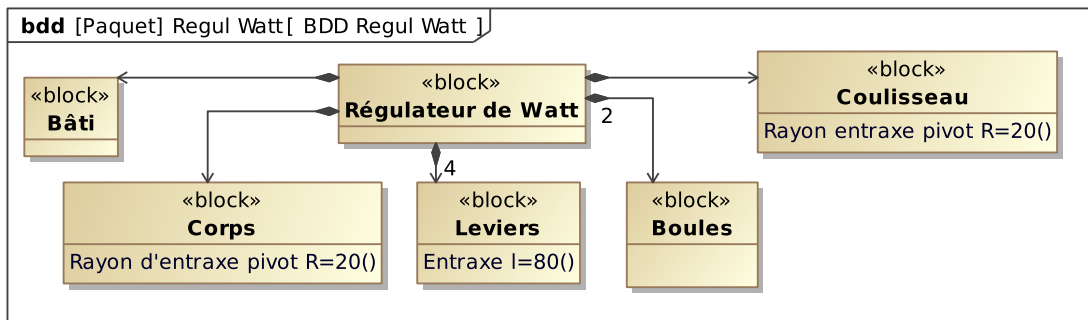 bdd [Paquet] Regul Watt[ BDD Regul Watt ]
«block»
Bâti
«block»
Régulateur de Watt
«block»
Coulisseau
Rayon entraxe pivot R=20()
2
4
«block»
Corps
Rayon d'entraxe pivot R=20()
«block»
Leviers
Entraxe l=80()
«block»
Boules